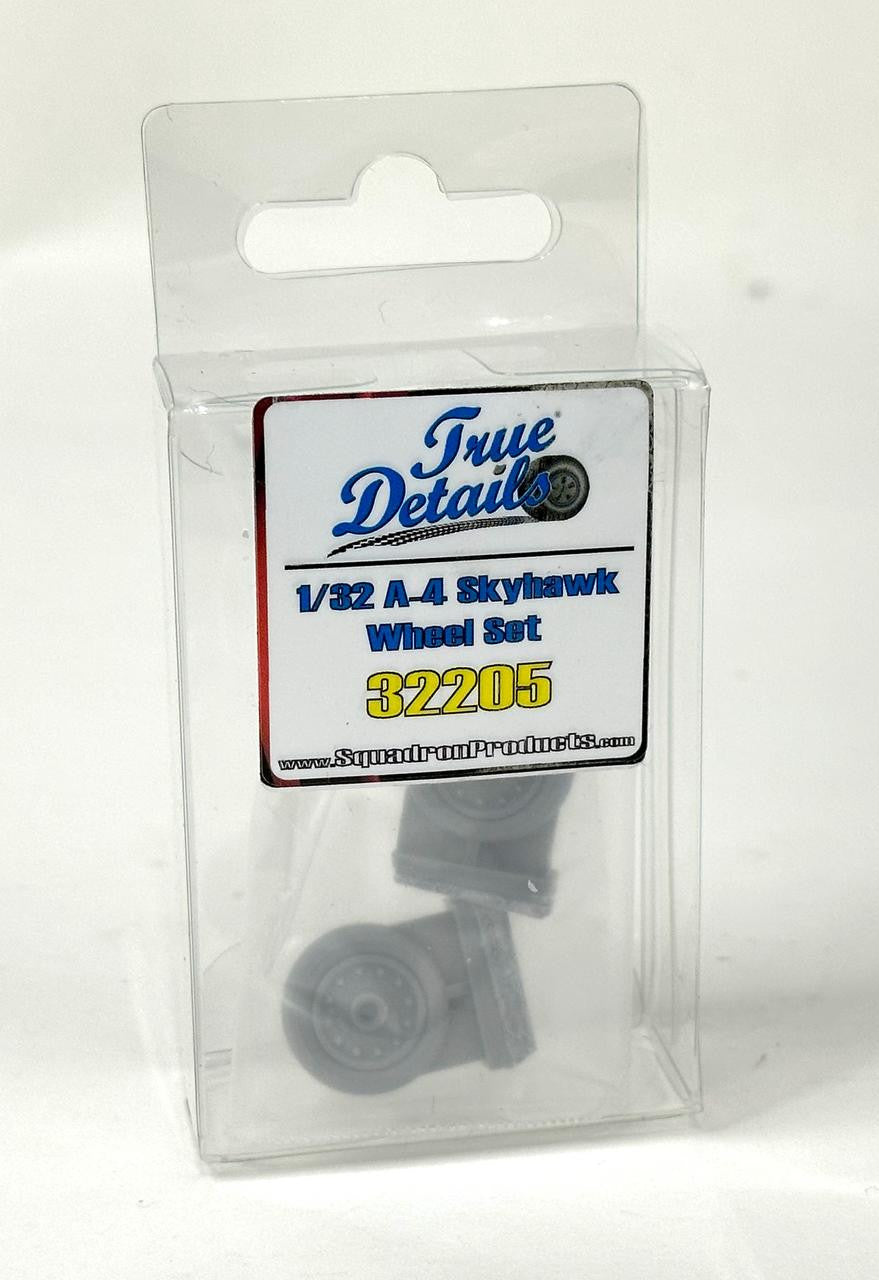 True
Details
1/32 A-4 Skyhawk
Wheel Set
32205
www.SquadronProducts.com